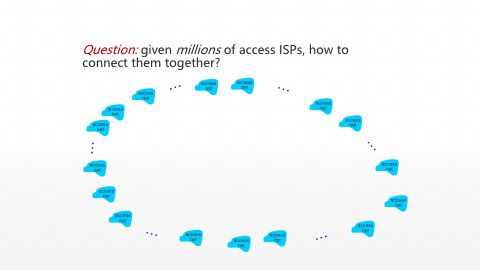 Question: given millions of access ISPs, how to
connect them together?
access
net
access
net
access
net
access
net
access
net
access
net
access
net
access
net
access
net
access
net
access
net
access
net
access
net
access
net
access
net
access
net